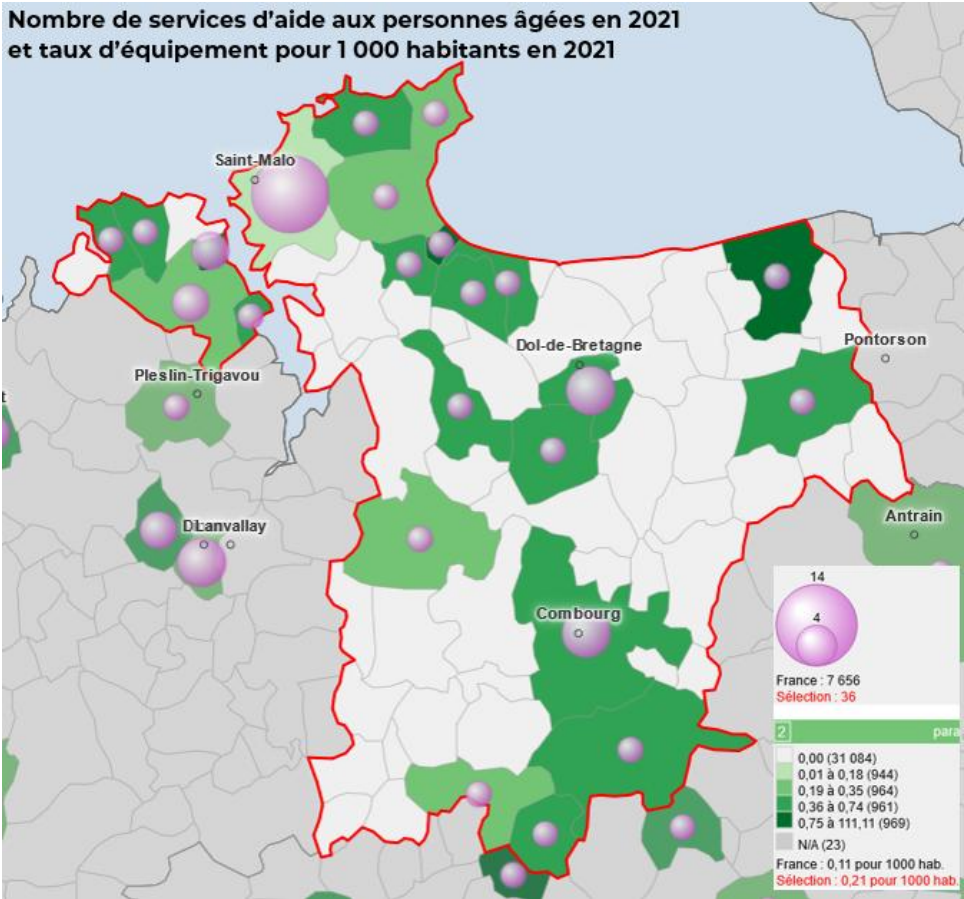 Nombre de services d’aide aux personnes âgées en 2021
et taux d’équipement pour 1 000 habitants en 2021
Saint-Malo
Dol-de-Bretagne
Pontorson
Pleslin-Trigavou
t
Lanvallay
Antrain
Combourg
14
4
France : 7 656
Sélection : 36
2 para
0,00 (31 084)
0,01 à 0,18 (944)
0,19 à 0,35 (964)
0,36 à 0,74 (961)
0,75 à 111,11 (969)
N/A (23)
France : 0,11 pour 1000 hab.
Sélection : 0,21 pour 1000 hab.